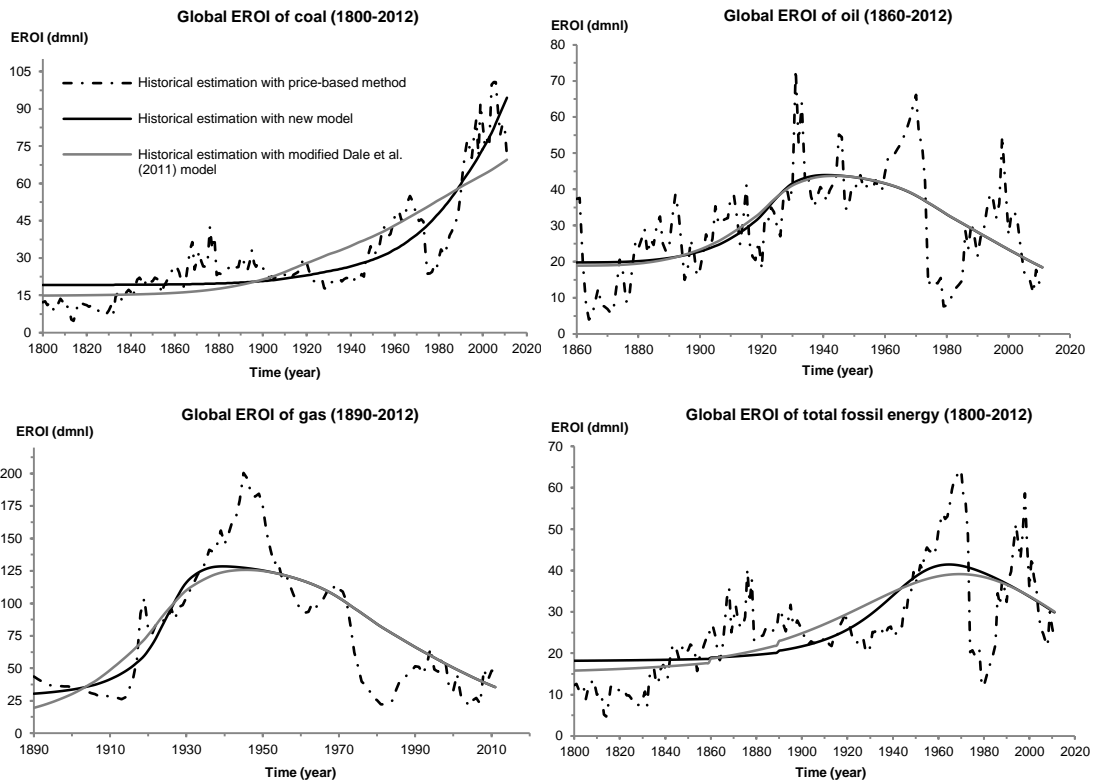 Global EROI of coal (1800-2012)
EROI (dmnl)
105
90
75
60
45
30
15
0
Historical estimation with price-based method
Historical estimation with new model
Historical estimation with modified Dale et al.
(2011) model
1800 1820 1840 1860 1880 1900 1920 1940 1960 1980 2000 2020
Time (year)
Global EROI of oil (1860-2012)
EROI (dmnl)
80
70
60
50
40
30
20
10
0
1860 1880 1900 1920 1940 1960 1980 2000 2020
Time (year)
Global EROI of gas (1890-2012)
EROI (dmnl)
200
175
150
125
100
75
50
25
0
1890 1910 1930 1950 1970 1990 2010
Time (year)
Global EROI of total fossil energy (1800-2012)
EROI (dmnl)
70
60
50
40
30
20
10
0
1800 1820 1840 1860 1880 1900 1920 1940 1960 1980 2000 2020
Time (year)